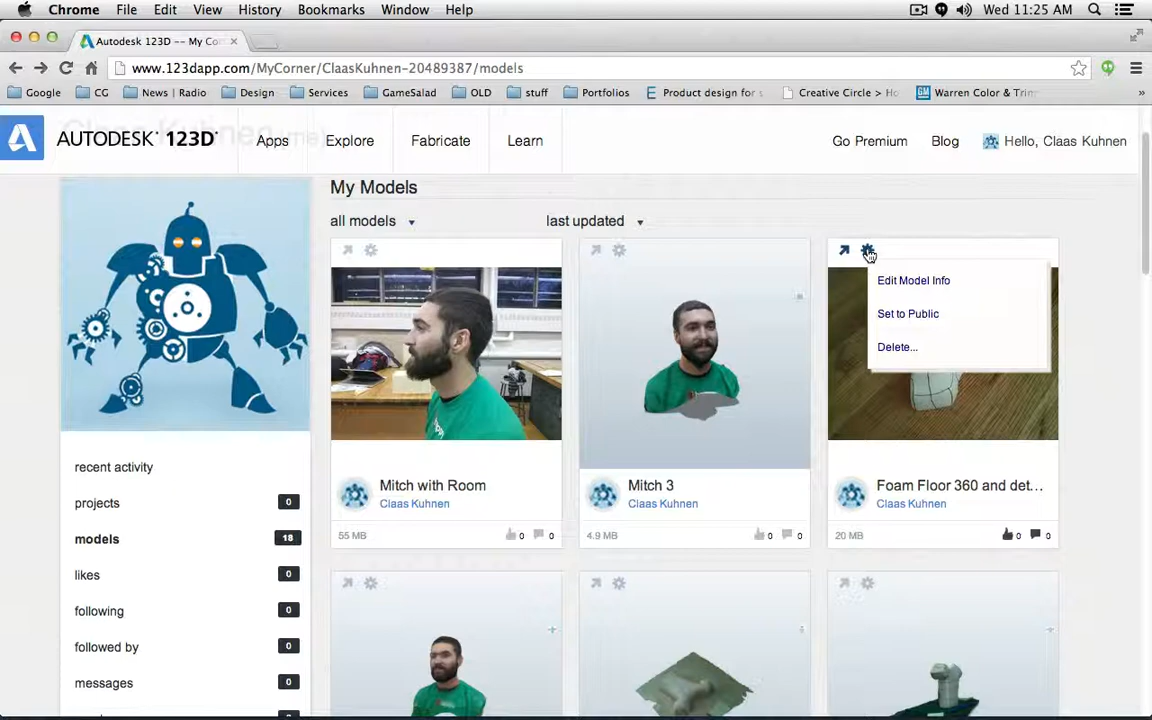 Chrome File Edit View History Bookmarks Window Help Wed 11:25 AM
Autodesk 123D -- My Co
www.123dapp.com/MyCorner/ClaasKuhnen-20489387/models
Google CG News | Radio Design Services GameSalad OLD stuff Portfolios Product design for s Creative Circle > Ho Warren Color & Trim »
AUTODESK® 123D® Apps Explore Fabricate Learn Go Premium Blog Hello, Claas Kuhnen
My Models
all models last updated
Edit Model Info
Set to Public
Delete...
Mitch with Room
Claas Kuhnen
55 MB 0 0
Mitch 3
Claas Kuhnen
4.9 MB 0 0
Foam Floor 360 and det...
Claas Kuhnen
20 MB 0 0
recent activity
projects 0
models 18
likes 0
following 0
followed by 0
messages 0